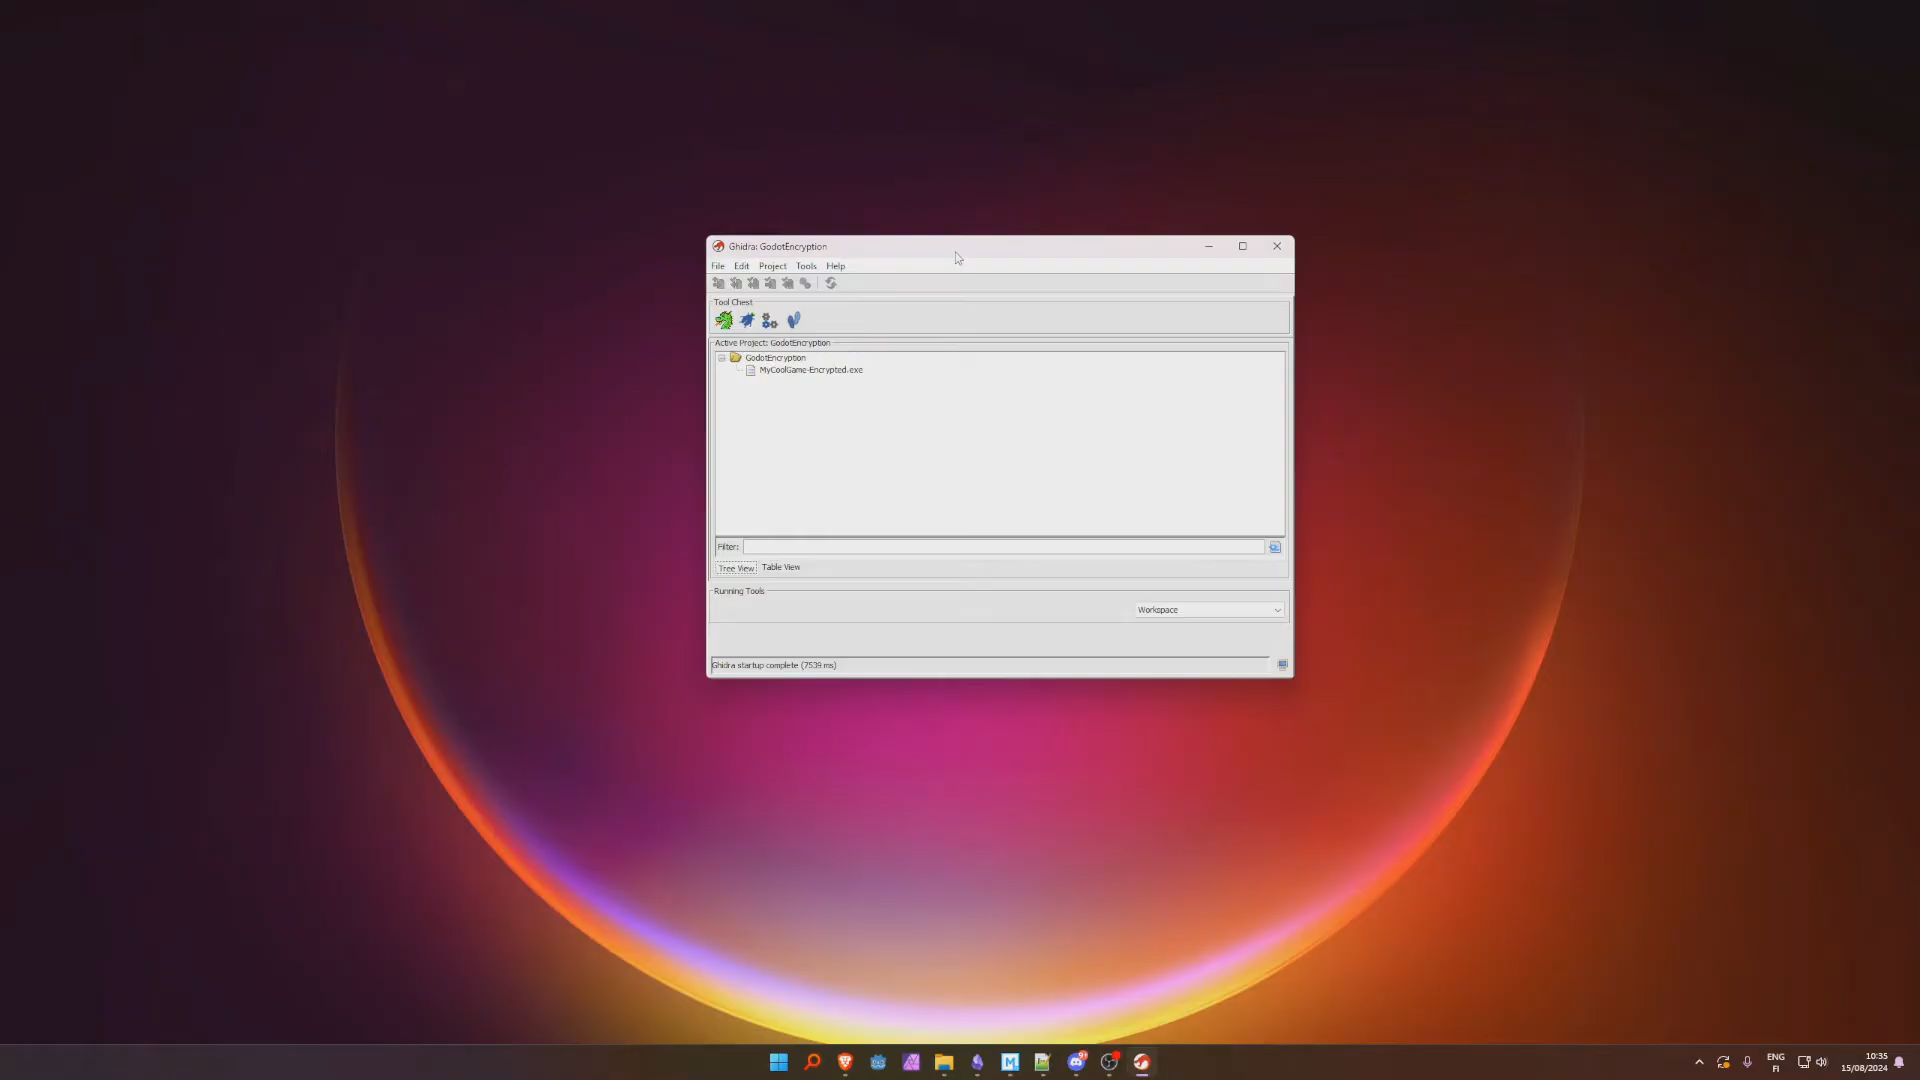 Ghidra: GodotEncryption
File Edit Project Tools Help
Tool Chest
Active Project: GodotEncryption
GodotEncryption
MyCoolGame-Encrypted.exe
Filter:
Tree View Table View
Running Tools
Workspace
Ghidra startup complete (7539 ms)
9+
ENG
FI
10:35
15/08/2024